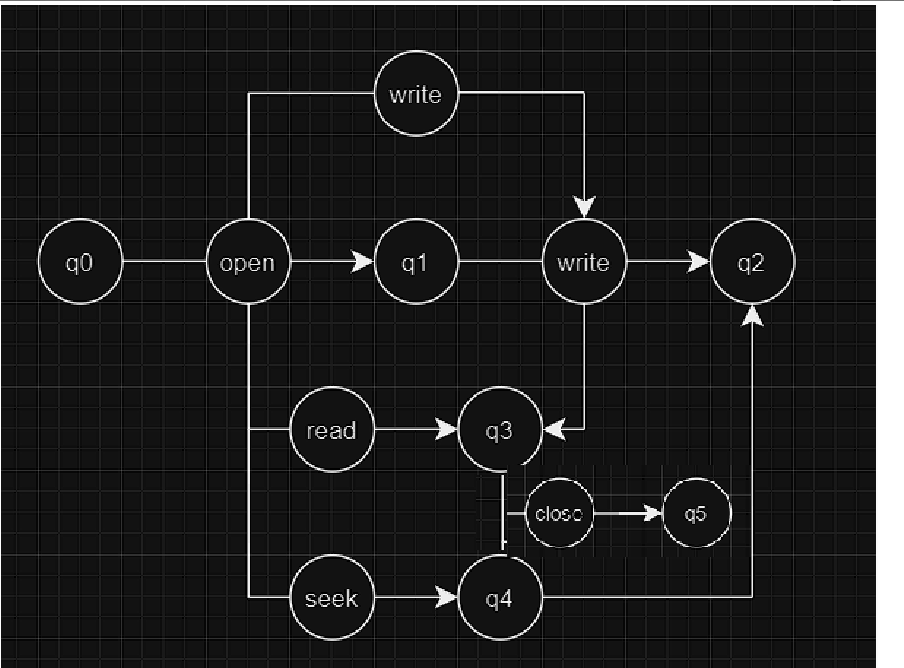 write
q0
open
q1
write
q2
read
q3
close
q5
seek
q4